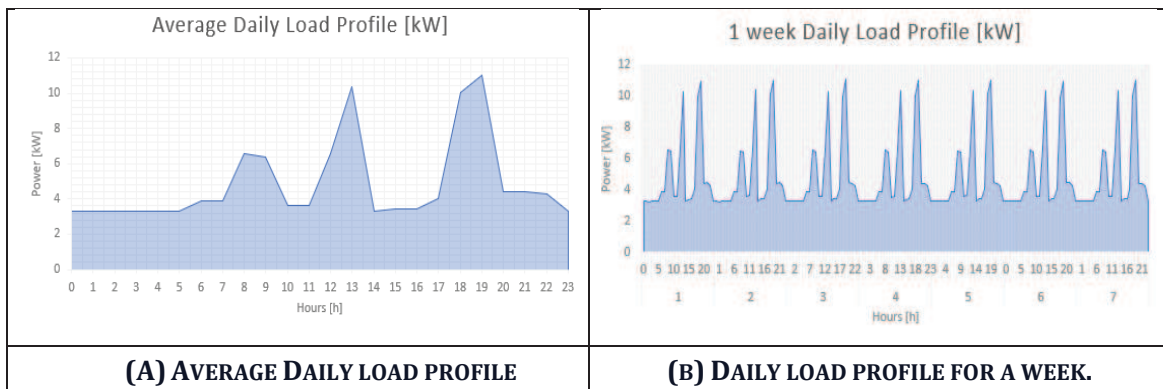 Average Daily Load Profile [kW]
12
10
8
6
4
2
0
Power [kW]
0 1 2 3 4 5 6 7 8 9 10 11 12 13 14 15 16 17 18 19 20 21 22 23
Hours [h]
(A) AVERAGE DAILY LOAD PROFILE
1 week Daily Load Profile [kW]
12
10
8
6
4
2
0
Power [kW]
0 5 10 15 20 1 6 11 16 21 2 7 12 17 22 3 8 13 18 23 4 9 14 19 0 5 10 15 20 1 6 11 16 21
1 2 3 4 5 6 7
Hours [h]
(B) DAILY LOAD PROFILE FOR A WEEK.